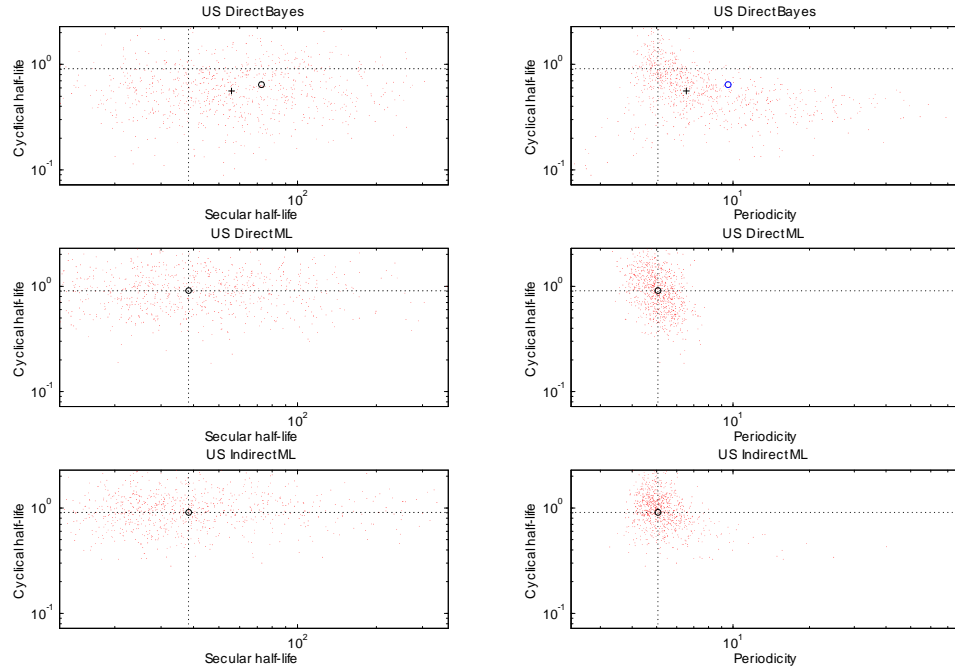 US DirectBayes
Cycflical half-life
10^0
10^-1
10^2
Secular half-life
US DirectBayes
Cyclical half-life
10^0
10^-1
10^1
Periodicity
US DirectML
Cyclical half-life
10^0
10^-1
10^2
Secular half-life
US DirectML
Cyclical half-life
10^0
10^-1
10^1
Periodicity
US IndirectML
Cyclical half-life
10^0
10^-1
10^2
Secular half-life
US IndirectML
Cyclical half-life
10^0
10^-1
10^1
Periodicity